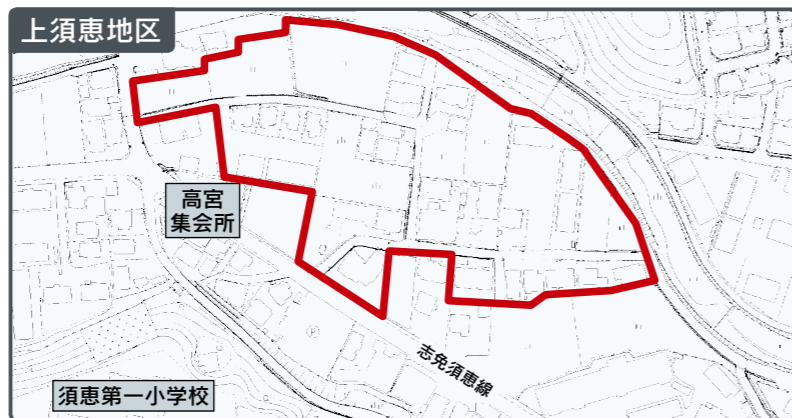 上須恵地区
高宮
集会所
志免須恵線
須恵第一小学校